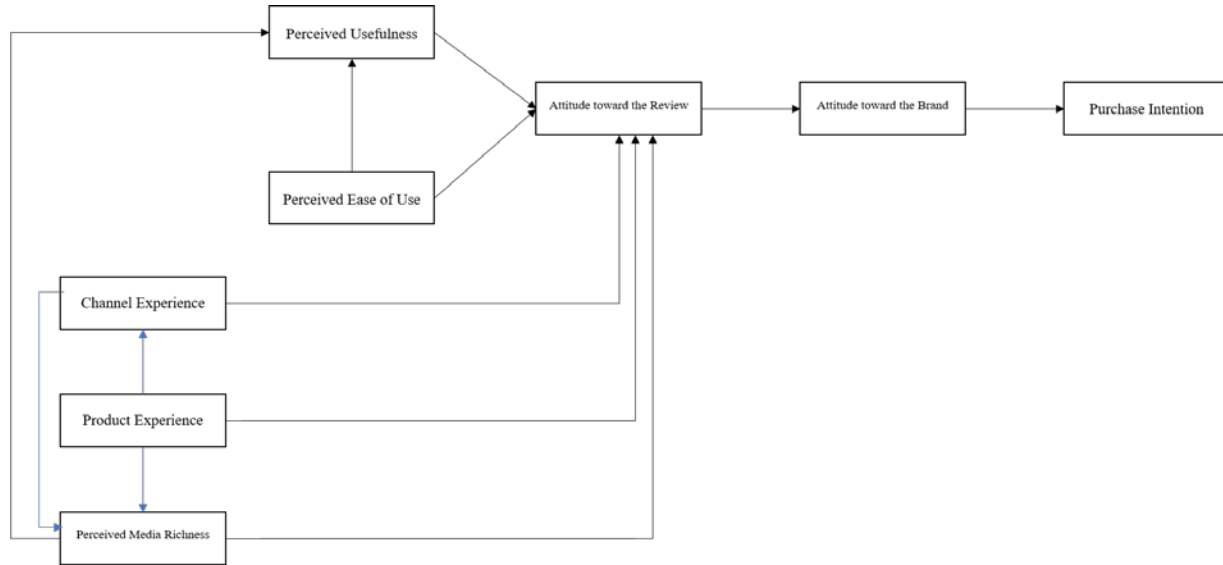 Perceived Usefulness
Attitude toward the Review
Attitude toward the Brand
Purchase Intention
Perceived Ease of Use
Channel Experience
Product Experience
Perceived Media Richness